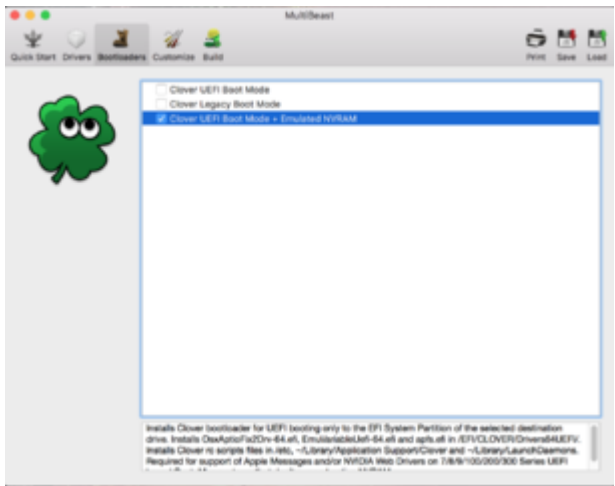 MultiBeast
Quick Start Drivers Bootloaders Customize Build Print Save Load
Clover UEFI Boot Mode
Clover Legacy Boot Mode
Clover UEFI Boot Mode + Emulated NVRAM
Installs Clover bootloader for UEFI booting only to the EFI System Partition of the selected destination
drive. Installs OsxAptioFix2Drv-64.efi, EmuVariableUefi-64.efi and apfs.efi in /EFI/CLOVER/Drivers64UEFI/.
Installs Clover rc scripts files in /etc, ~/Library/Application Support/Clover and ~/Library/LaunchDaemons.
Required for support of Apple Messages and/or NVIDIA Web Drivers on 7/8/9/100/200/300 Series UEFI